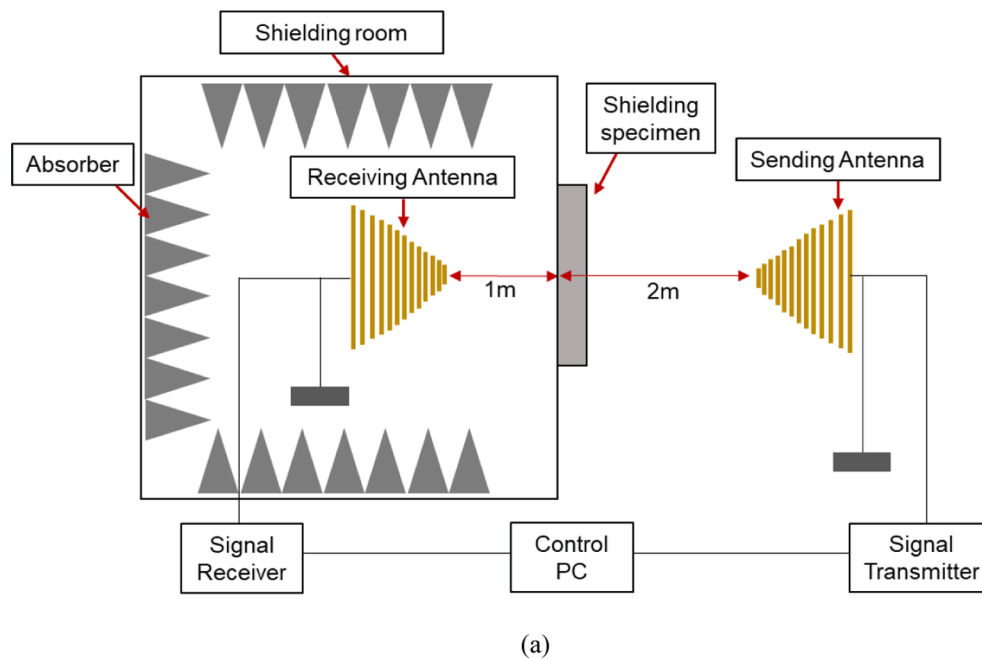 Shielding room
Shielding
specimen
Absorber
Receiving Antenna
Sending Antenna
1m
2m
Signal
Receiver
Control
PC
Signal
Transmitter
(a)